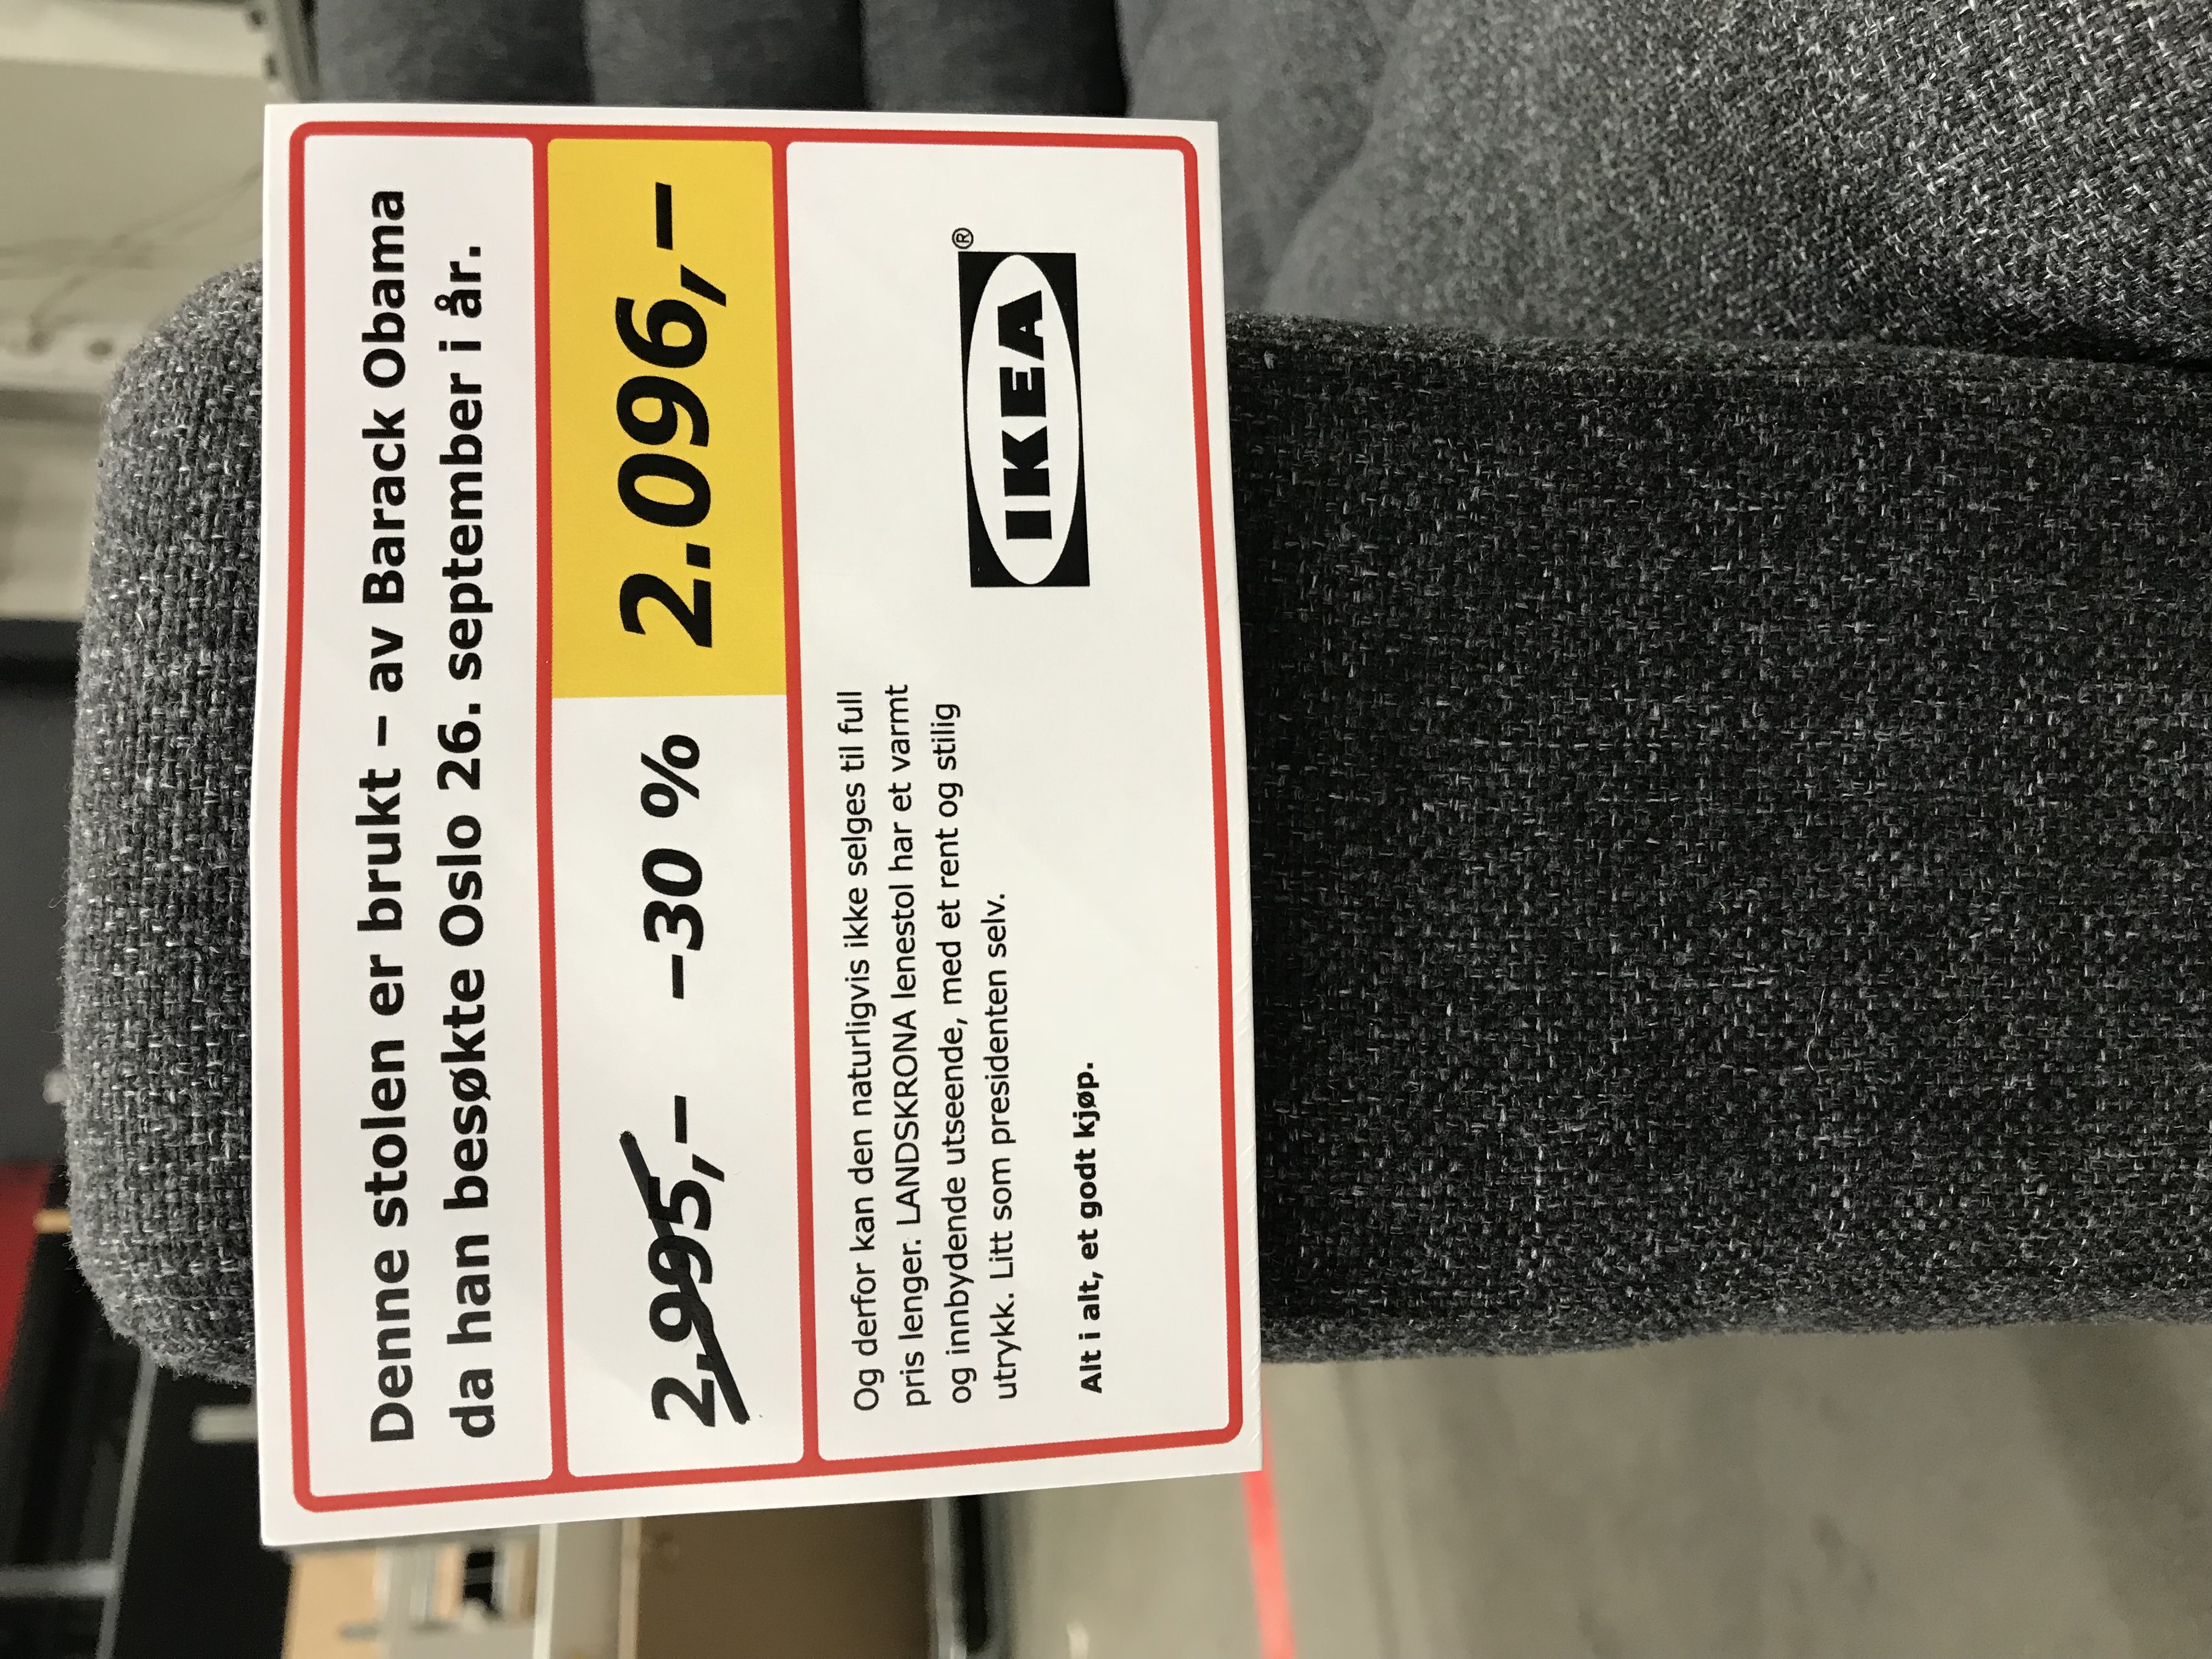 Denne stolen er brukt – av Barack Obama
da han besøkte Oslo 26. september i år.
2.995,– –30 % 2.096,–
Og derfor kan den naturligvis ikke selges til full
pris lenger. LANDSKRONA lenestol har et varmt
og innbydende utseende, med et rent og stilig
utrykk. Litt som presidenten selv.
Alt i alt, et godt kjøp.
IKEA®